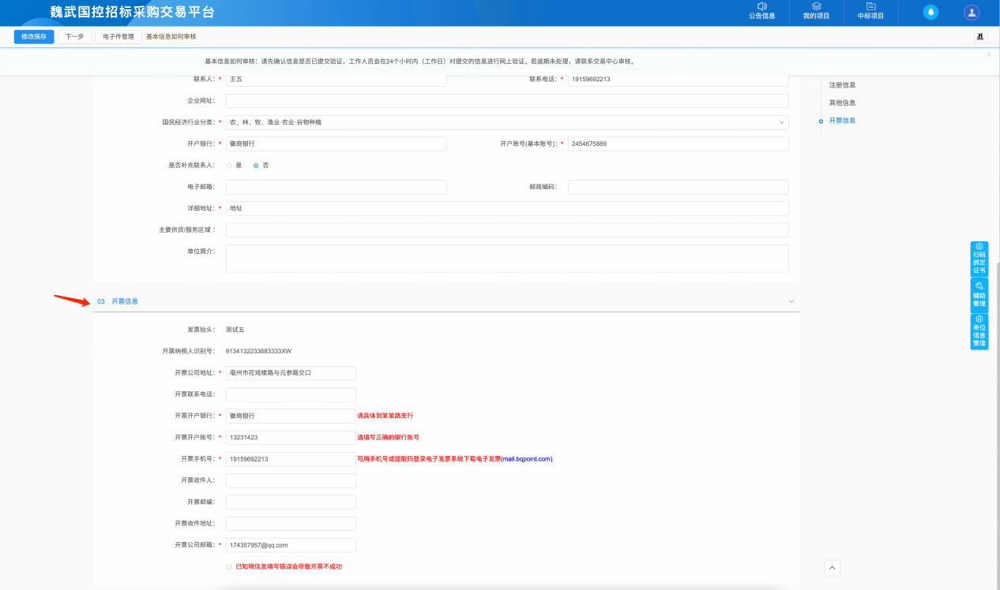 魏武国控招标采购交易平台
公告信息
我的项目
中标项目
修改保存 下一步 电子件管理 基本信息如何审核
基本信息如何审核：请先确认信息是否已提交验证，工作人员会在24个小时内（工作日）对提交的信息进行网上验证。若逾期未处理，请联系交易中心审核。
联系人：* 王五 联系电话：* 19159692213
企业网址：
国民经济行业分类：* 农、林、牧、渔业·农业·谷物种植
开户银行：* 徽商银行 开户账号(基本账号)：* 2454675889
是否补充联系人： 是 否
电子邮箱： 邮政编码：
详细地址：* 地址
主要供货/服务区域：
单位简介：
03 开票信息
发票抬头： 测试五
开票纳税人识别号： 9134132233683333XW
开票公司地址：* 亳州市花戏楼路与元参路交口
开票联系电话：
开票开户银行：* 徽商银行 请具体到某某路支行
开票开户账号：* 13231423 请填写正确的银行账号
开票手机号：* 19159692213 可用手机号或提取码登录电子发票系统下载电子发票(mall.bqpoint.com)
开票收件人：
开票邮编：
开票收件地址：
开票公司邮箱：* 174357957@qq.com
已知晓信息填写错误会导致开票不成功
注册信息
其他信息
开票信息
扫码
绑定
证书
辅助
管理
单位
信息
管理